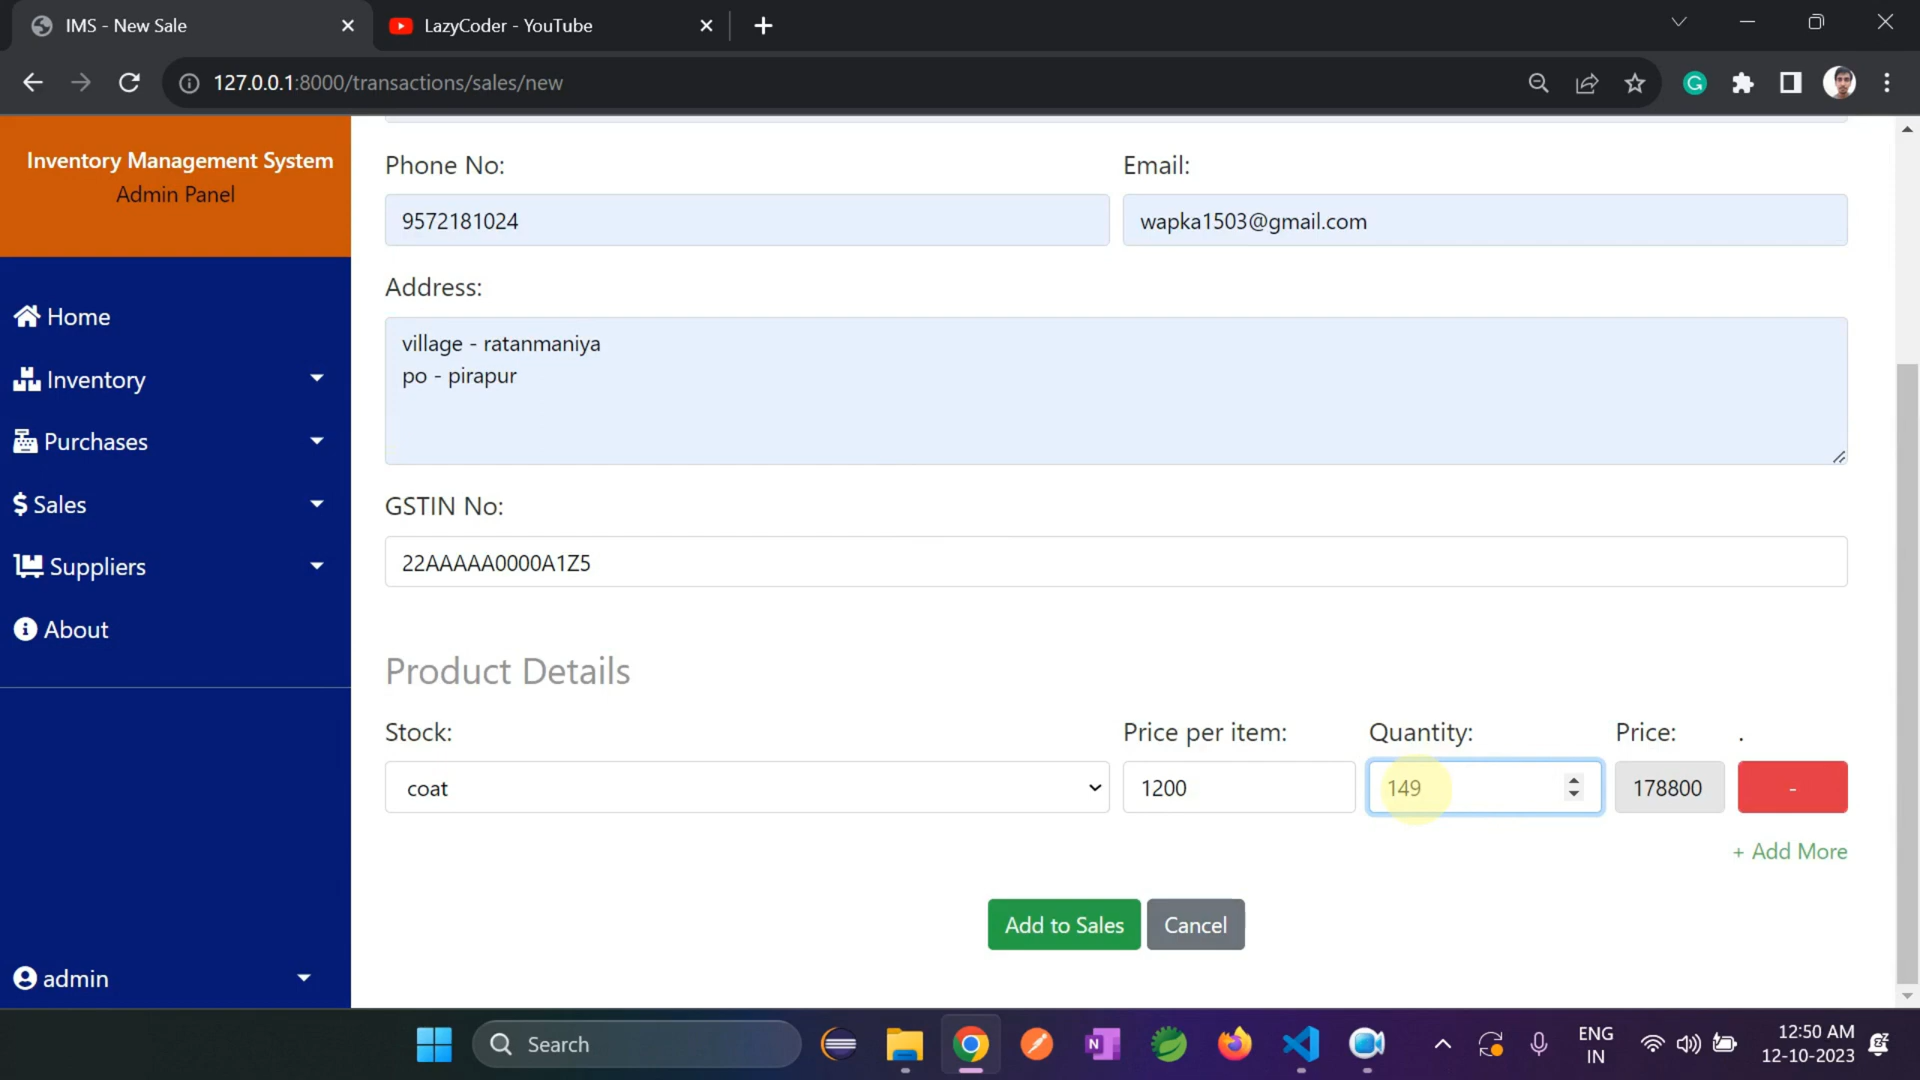 IMS - New Sale
LazyCoder - YouTube
127.0.0.1:8000/transactions/sales/new
Inventory Management System
Admin Panel
Home
Inventory
Purchases
$ Sales
Suppliers
About
admin
Phone No:
Email:
9572181024
wapka1503@gmail.com
Address:
village - ratanmaniya
po - pirapur
GSTIN No:
22AAAAA0000A1Z5
Product Details
Stock:
Price per item:
Quantity:
Price:
.
coat
1200
149
178800
-
+ Add More
Add to Sales
Cancel
Search
ENG
IN
12:50 AM
12-10-2023